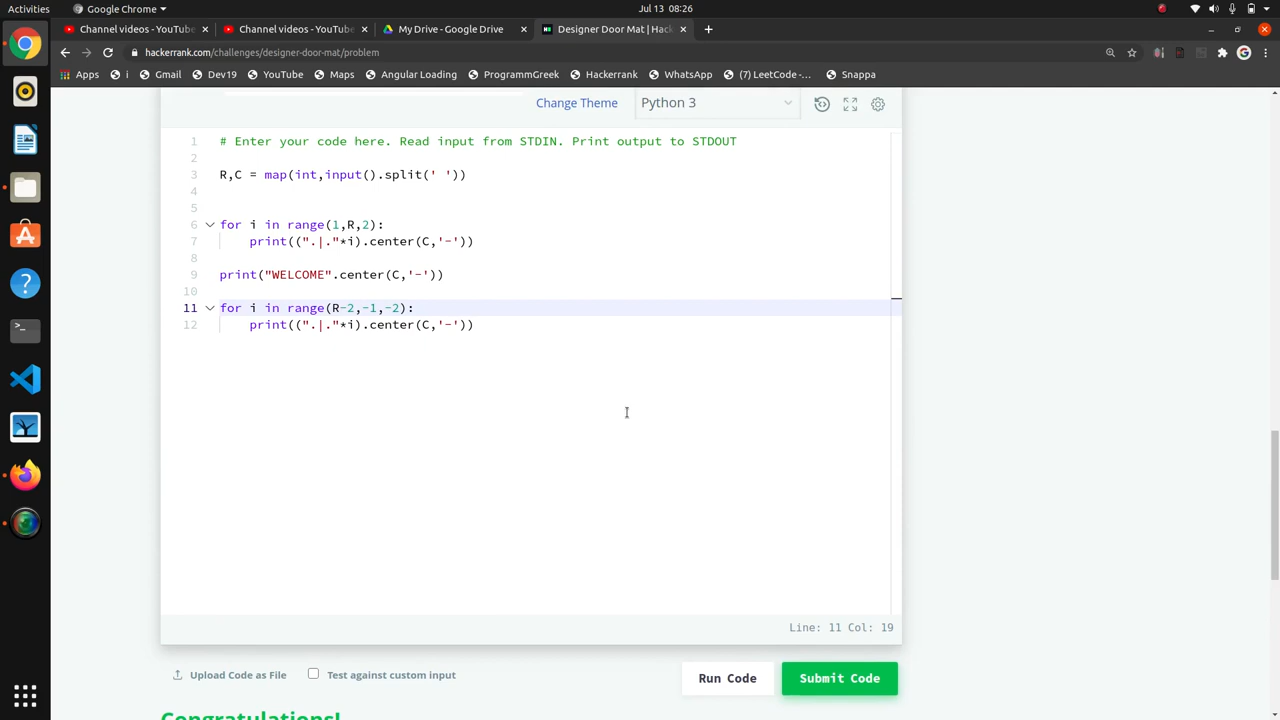 Activities
Google Chrome
Jul 13 08:26
Channel videos - YouTube
Channel videos - YouTube
My Drive - Google Drive
Designer Door Mat | Hack
hackerrank.com/challenges/designer-door-mat/problem
Apps
i
Gmail
Dev19
YouTube
Maps
Angular Loading
ProgrammGreek
Hackerrank
WhatsApp
(7) LeetCode -...
Snappa
Change Theme
Python 3
1 # Enter your code here. Read input from STDIN. Print output to STDOUT
2
3 R,C = map(int,input().split(' '))
4
5
6 for i in range(1,R,2):
7     print((".|."*i).center(C,'-'))
8
9 print("WELCOME".center(C,'-'))
10
11 for i in range(R-2,-1,-2):
12     print((".|."*i).center(C,'-'))
Line: 11 Col: 19
Upload Code as File
Test against custom input
Run Code
Submit Code
Congratulations!